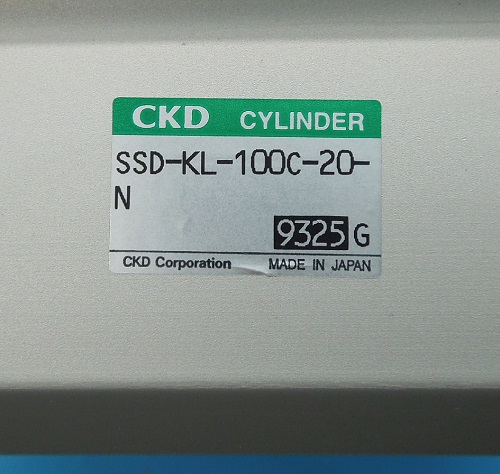 CKD CYLINDER
SSD-KL-100C-20-
N
9325 G
CKD Corporation MADE IN JAPAN